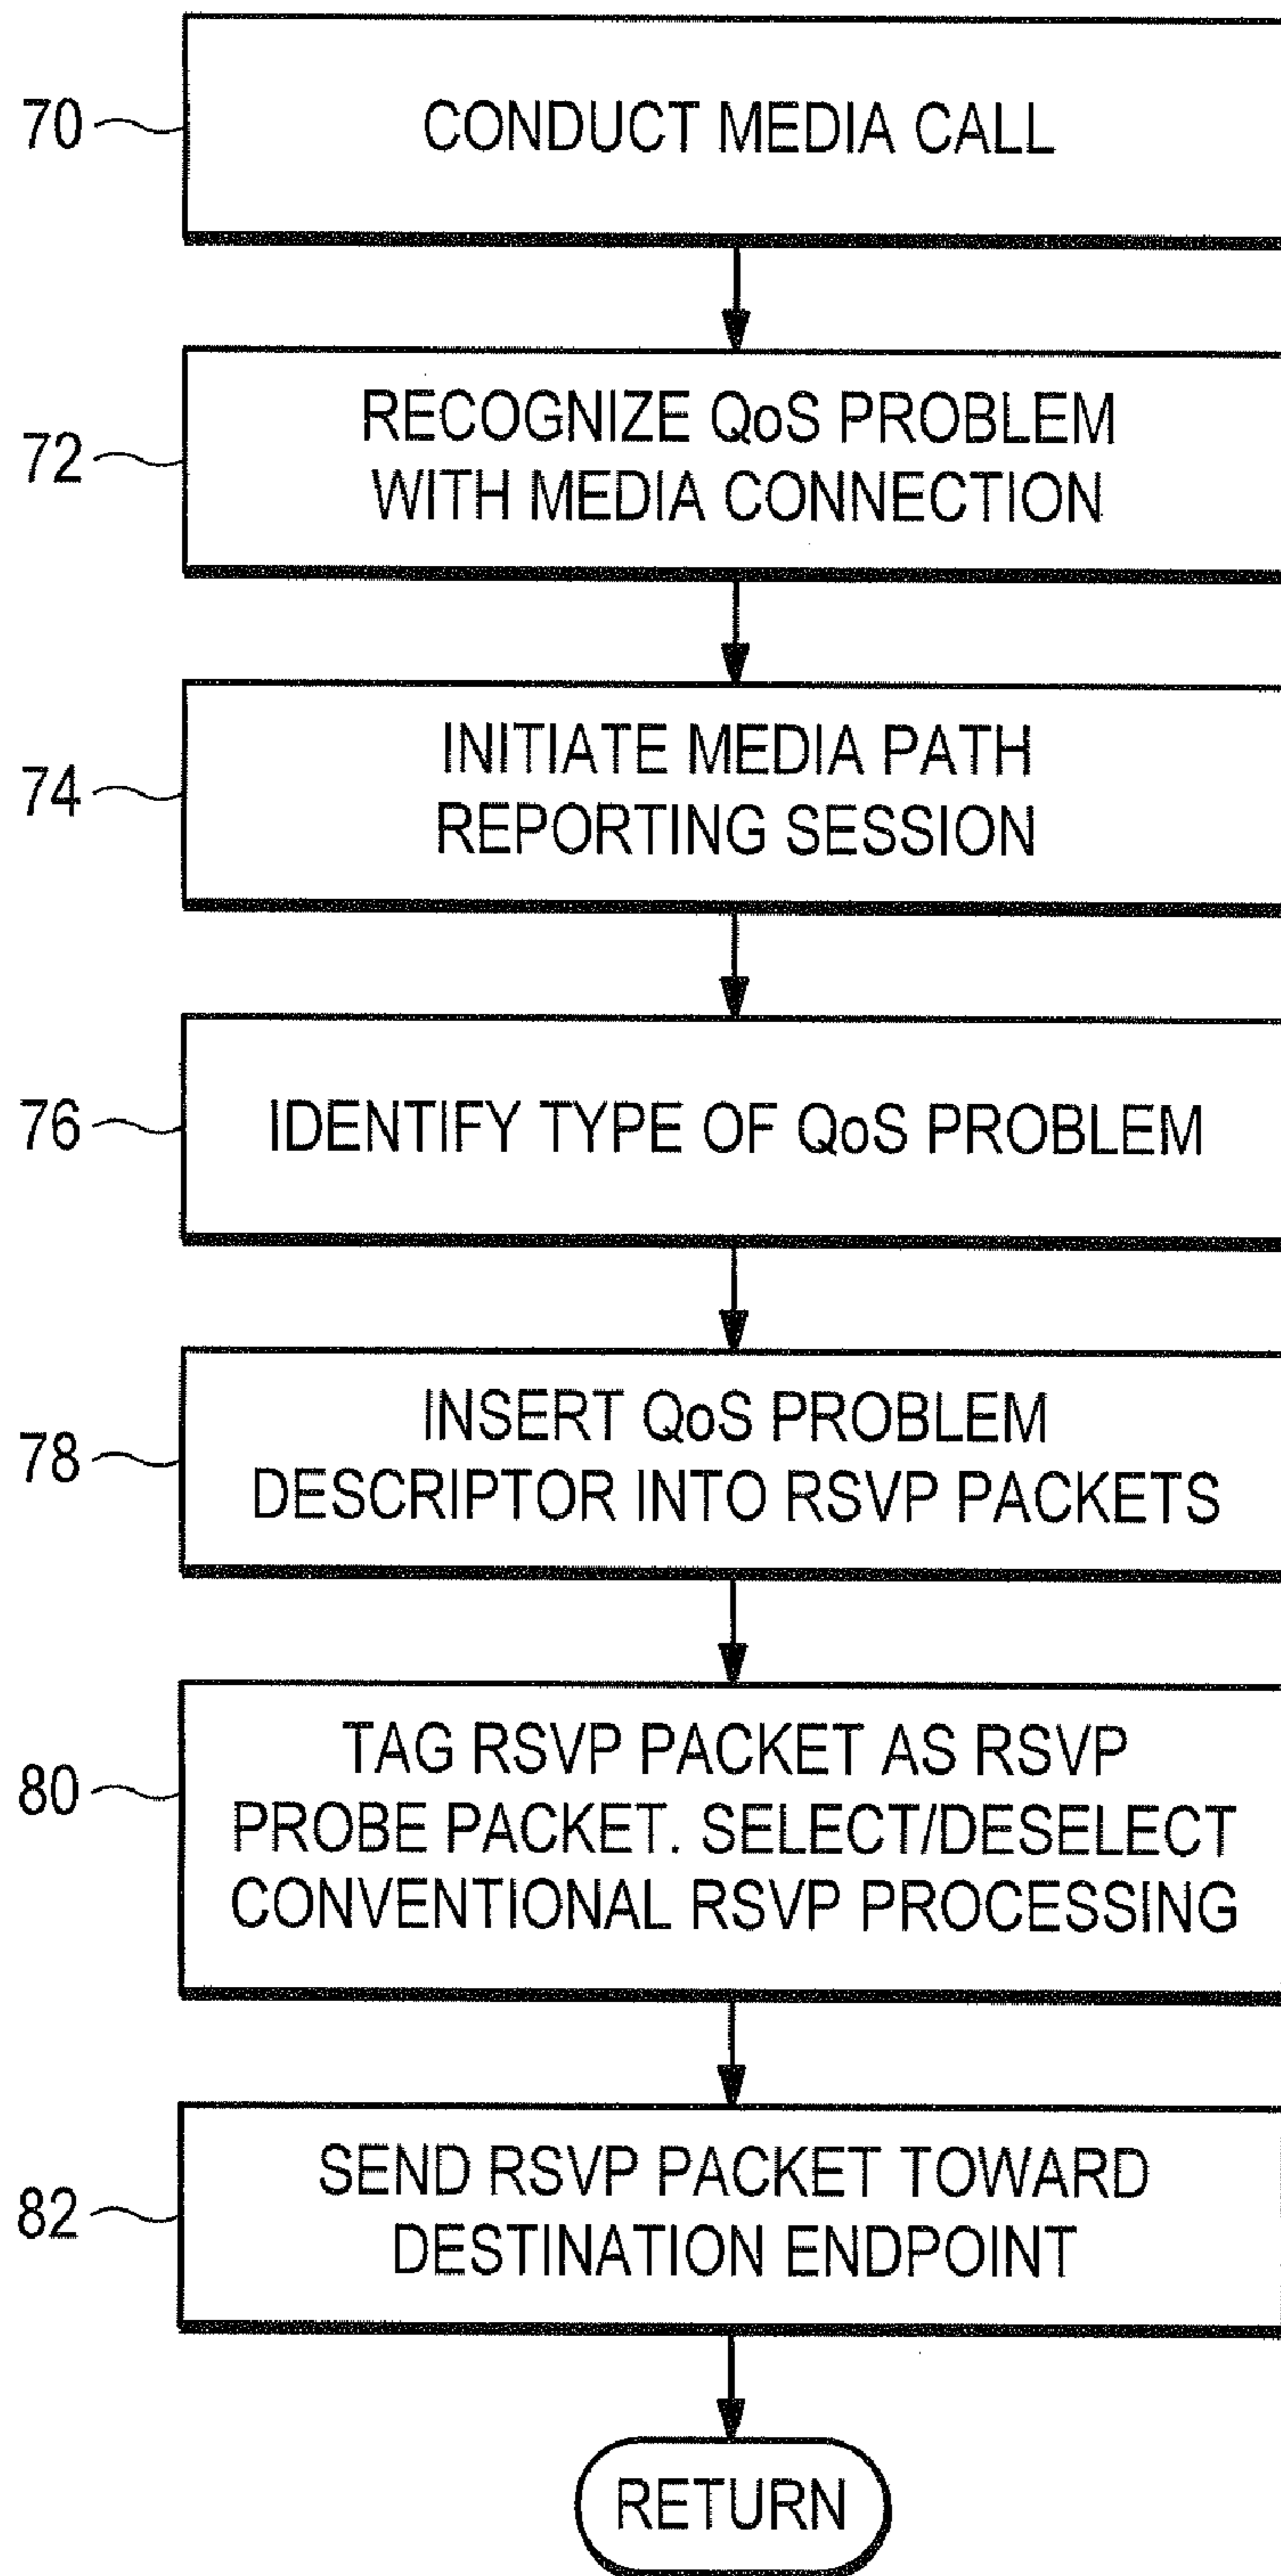 70
CONDUCT MEDIA CALL
72
RECOGNIZE QoS PROBLEM
WITH MEDIA CONNECTION
74
INITIATE MEDIA PATH
REPORTING SESSION
76
IDENTIFY TYPE OF QoS PROBLEM
78
INSERT QoS PROBLEM
DESCRIPTOR INTO RSVP PACKETS
80
TAG RSVP PACKET AS RSVP
PROBE PACKET. SELECT/DESELECT
CONVENTIONAL RSVP PROCESSING
82
SEND RSVP PACKET TOWARD
DESTINATION ENDPOINT
RETURN